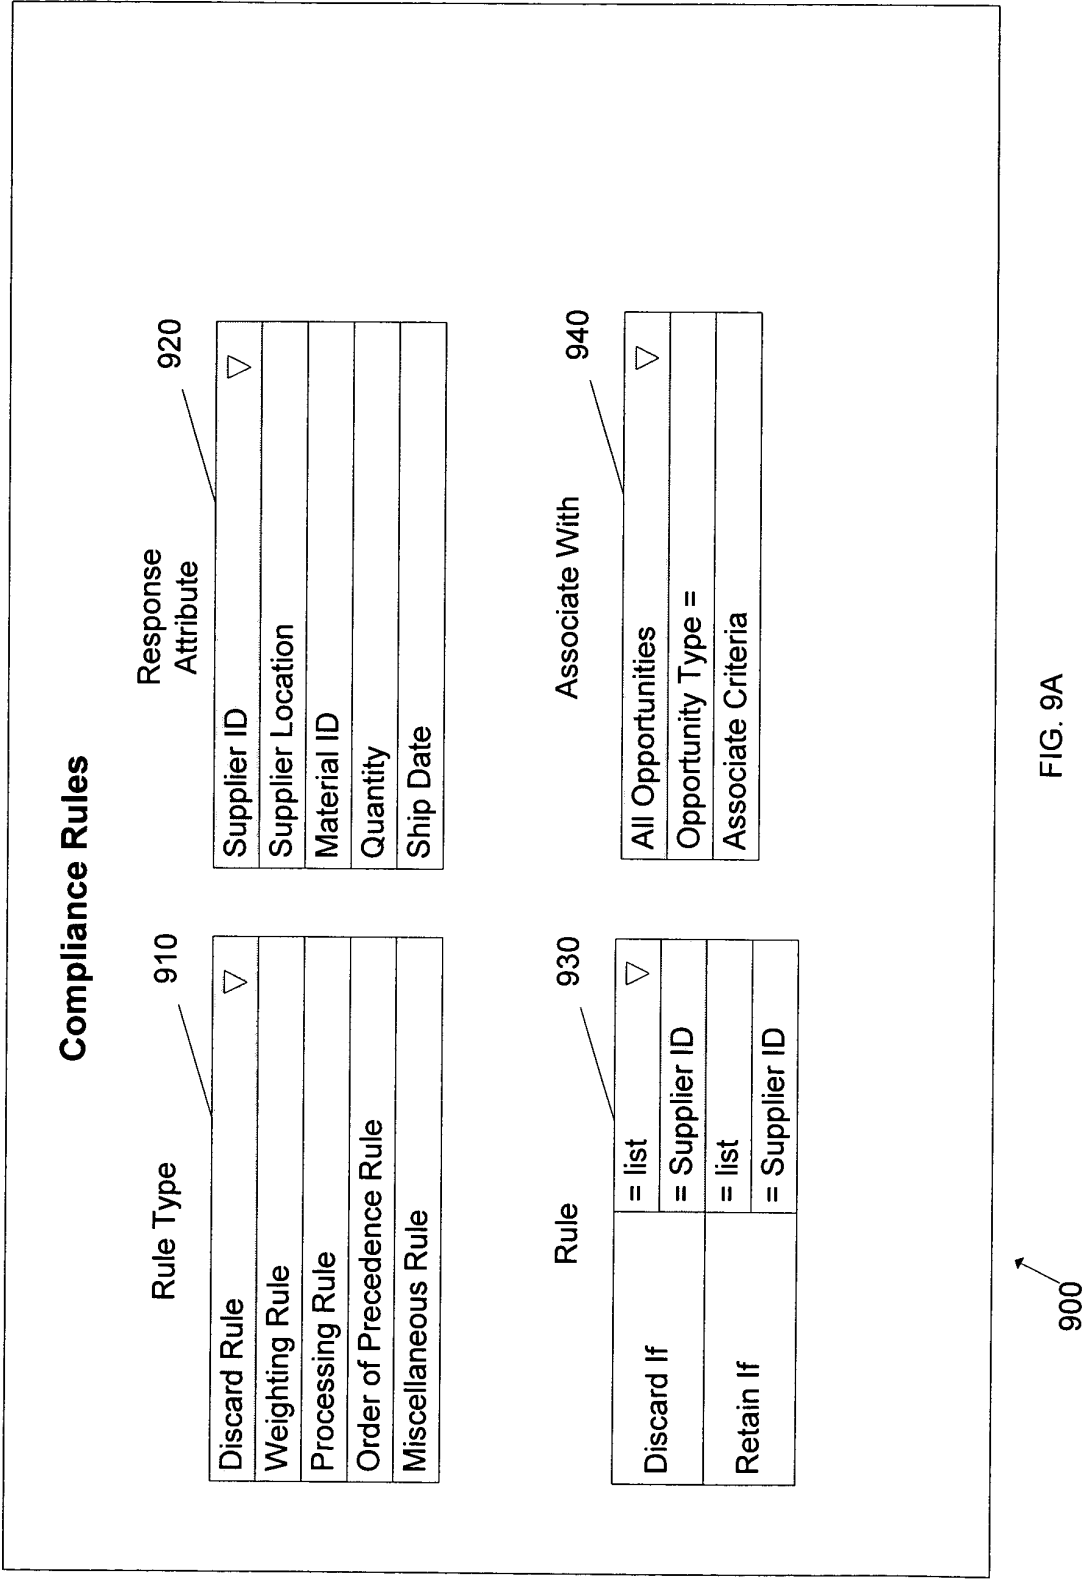 Compliance Rules
Rule Type
910
Discard Rule
Weighting Rule
Processing Rule
Order of Precedence Rule
Miscellaneous Rule
Response
Attribute
920
Supplier ID
Supplier Location
Material ID
Quantity
Ship Date
Rule
930
Discard If
= list
= Supplier ID
Retain If
= list
= Supplier ID
Associate With
940
All Opportunities
Opportunity Type =
Associate Criteria
900
FIG. 9A